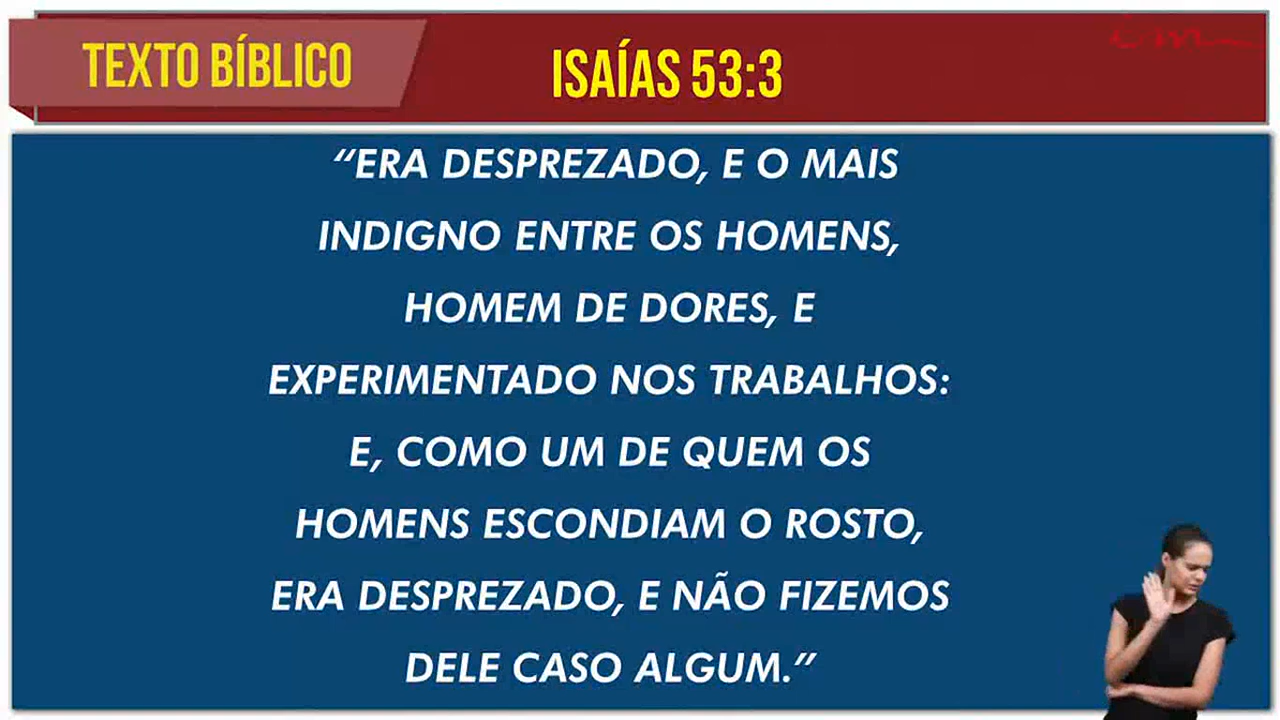 TEXTO BÍBLICO
ISAÍAS 53:3
“ERA DESPREZADO, E O MAIS
INDIGNO ENTRE OS HOMENS,
HOMEM DE DORES, E
EXPERIMENTADO NOS TRABALHOS:
E, COMO UM DE QUEM OS
HOMENS ESCONDIAM O ROSTO,
ERA DESPREZADO, E NÃO FIZEMOS
DELE CASO ALGUM.”